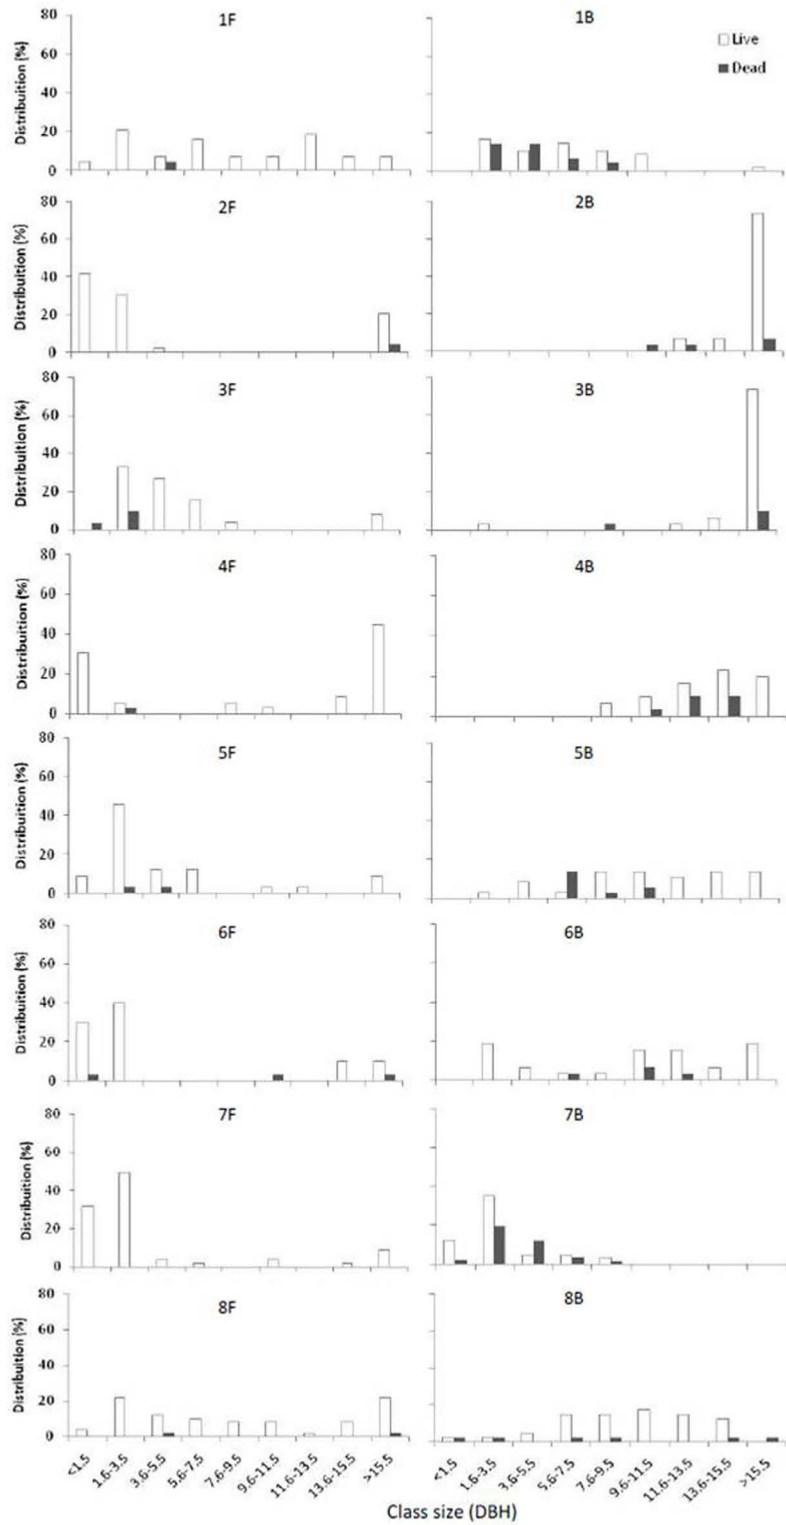 1F
1B
Live
Dead
Distribuition (%)
80
60
40
20
0
2F
2B
Distribuition (%)
80
60
40
20
0
3F
3B
Distribuition (%)
80
60
40
20
0
4F
4B
Distribuition (%)
80
60
40
20
0
5F
5B
Distribuition (%)
80
60
40
20
0
6F
6B
Distribuition (%)
80
60
40
20
0
7F
7B
Distribuition (%)
80
60
40
20
0
8F
8B
Distribuition (%)
80
60
40
20
0
<1.5 1.6-3.5 3.6-5.5 5.6-7.5 7.6-9.5 9.6-11.5 11.6-13.5 13.6-15.5 >15.5
<1.5 1.6-3.5 3.6-5.5 5.6-7.5 7.6-9.5 9.6-11.5 11.6-13.5 13.6-15.5 >15.5
Class size (DBH)